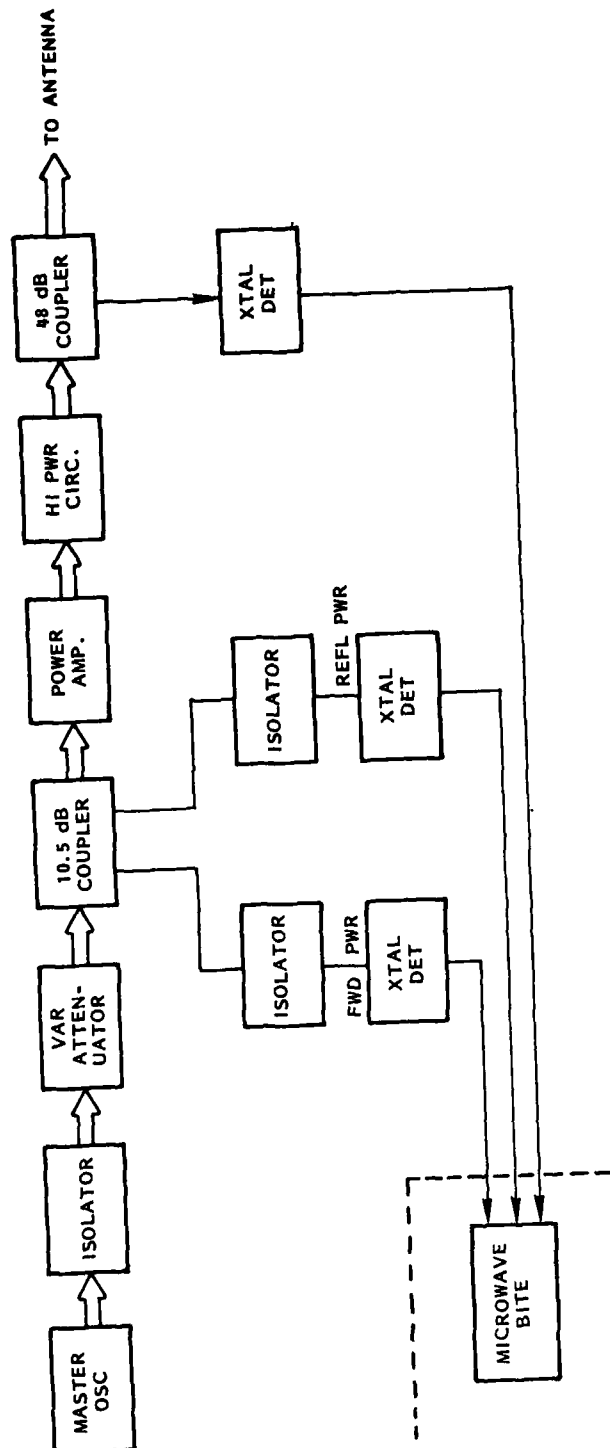 MASTER
OSC
ISOLATOR
VAR
ATTEN-
UATOR
10.5 dB
COUPLER
POWER
AMP.
HI PWR
CIRC.
48 dB
COUPLER
TO ANTENNA
ISOLATOR
FWD PWR
XTAL
DET
ISOLATOR
REFL PWR
XTAL
DET
XTAL
DET
MICROWAVE
BITE